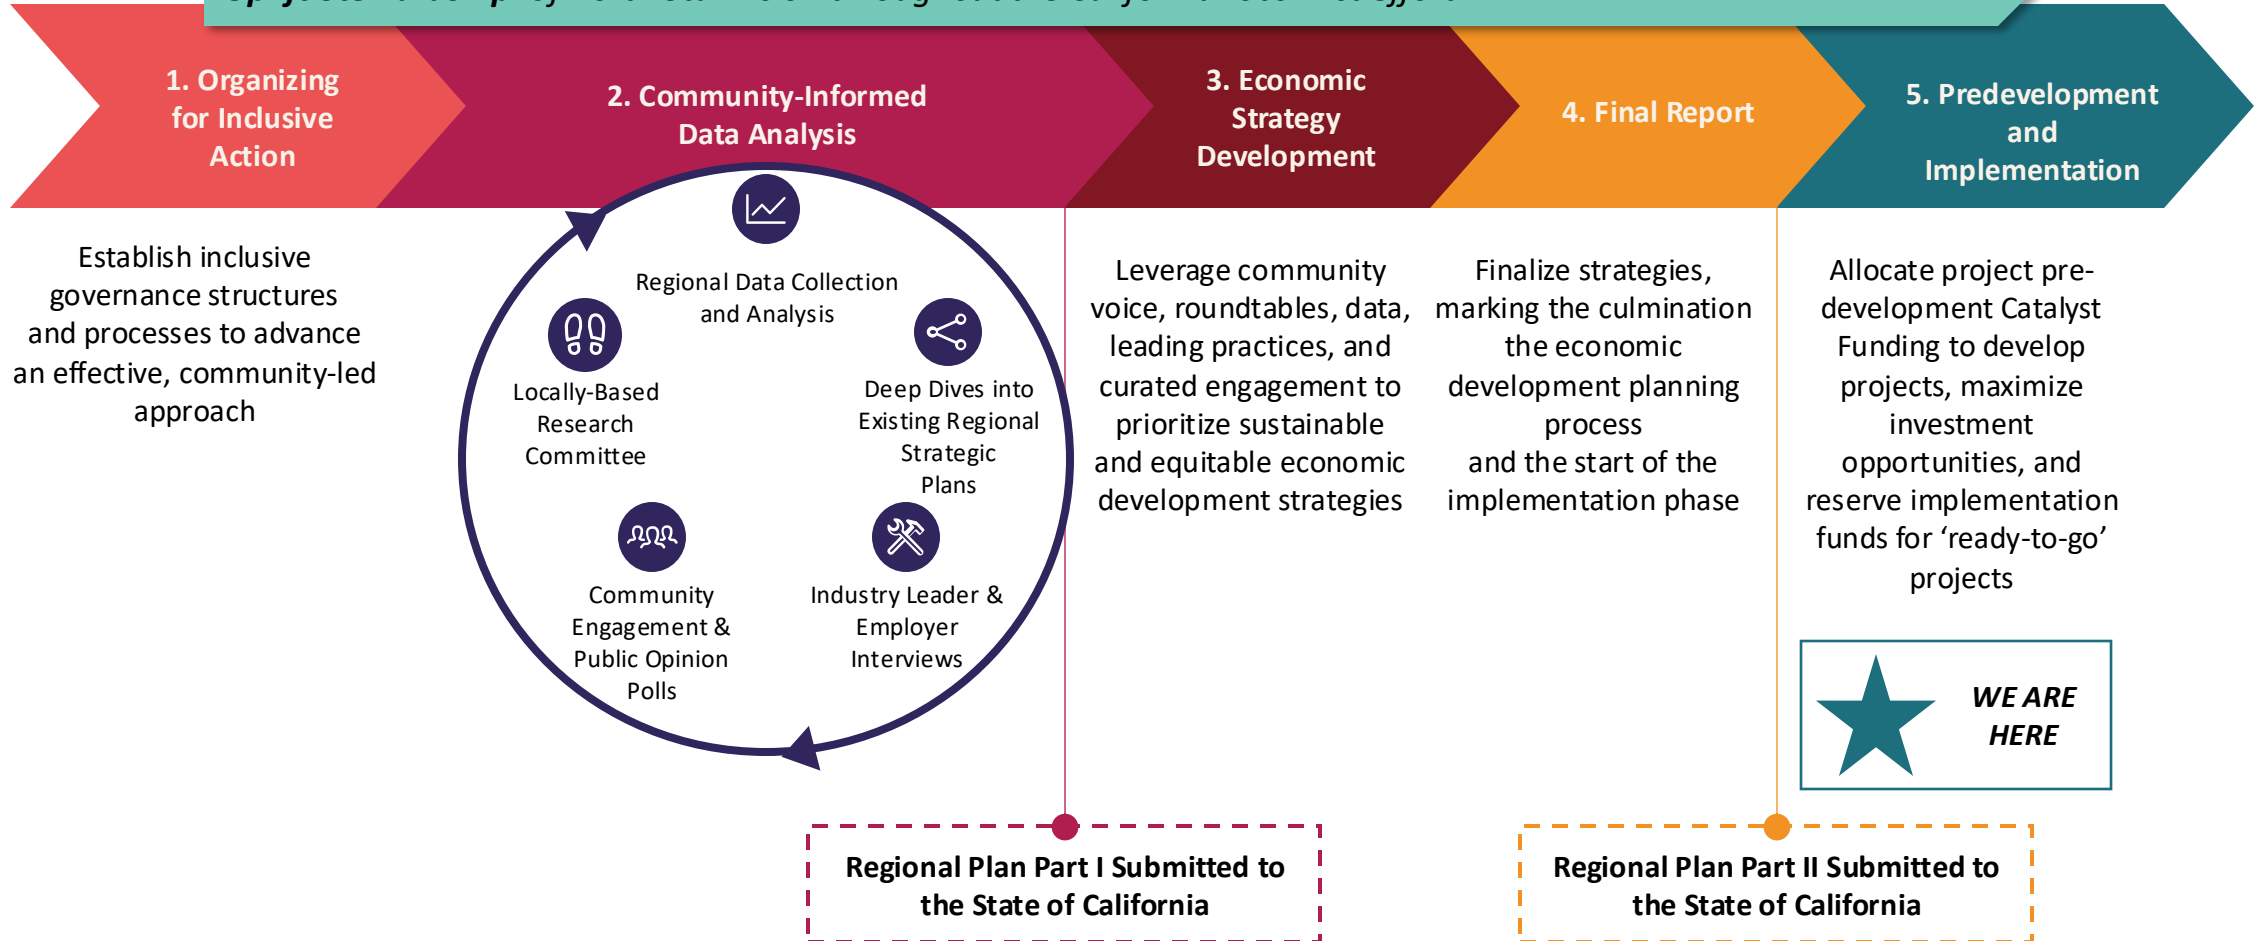 1. Organizing
for Inclusive
Action
2. Community-Informed
Data Analysis
3. Economic
Strategy
Development
4. Final Report
5. Predevelopment
and
Implementation
Establish inclusive
governance structures
and processes to advance
an effective, community-led
approach
Regional Data Collection
and Analysis
Locally-Based
Research
Committee
Deep Dives into
Existing Regional
Strategic
Plans
Community
Engagement &
Public Opinion
Polls
Industry Leader &
Employer
Interviews
Leverage community
voice, roundtables, data,
leading practices, and
curated engagement to
prioritize sustainable
and equitable economic
development strategies
Finalize strategies,
marking the culmination
the economic
development planning
process
and the start of the
implementation phase
Allocate project pre-
development Catalyst
Funding to develop
projects, maximize
investment
opportunities, and
reserve implementation
funds for ‘ready-to-go’
projects
WE ARE
HERE
Regional Plan Part I Submitted to
the State of California
Regional Plan Part II Submitted to
the State of California